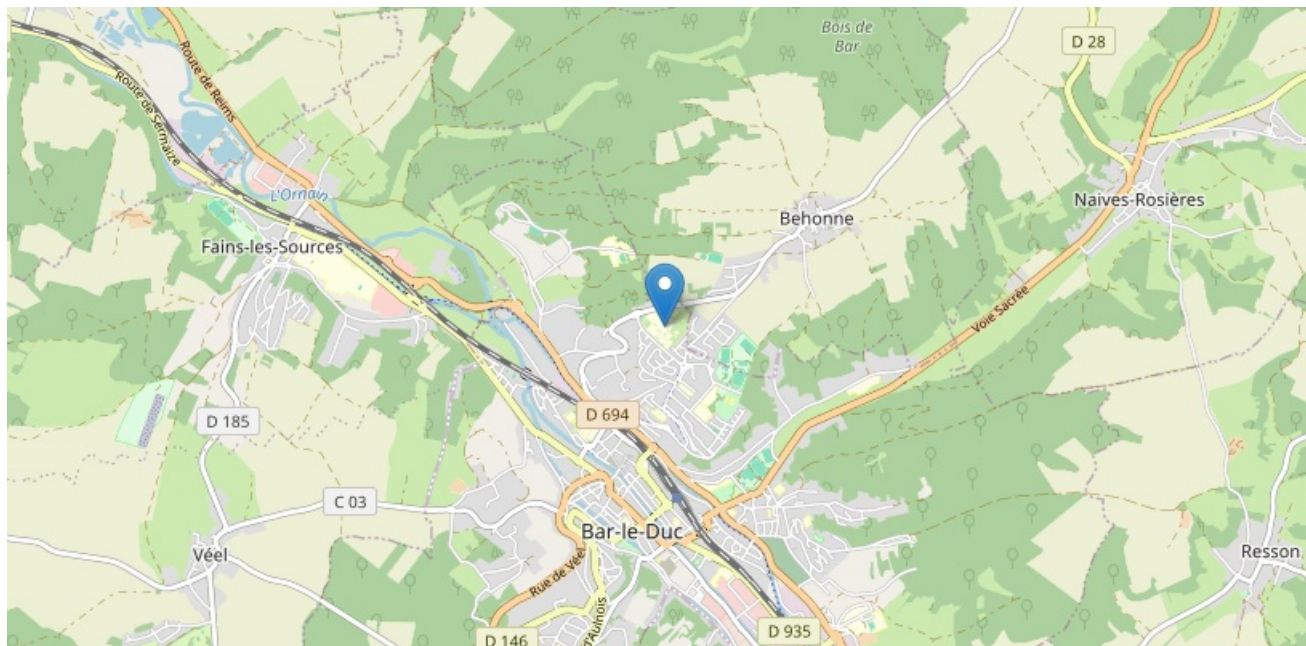 Bois de
Bar
D 28
Route de Reims
Route de Sermaize
L'Ornain
Naives-Rosières
Behonne
Fains-les-Sources
Voie Sacrée
D 694
D 185
C 03
Bar-le-Duc
Véel
Resson
Rue de Véel
D 146
d'Aulnois
D 935